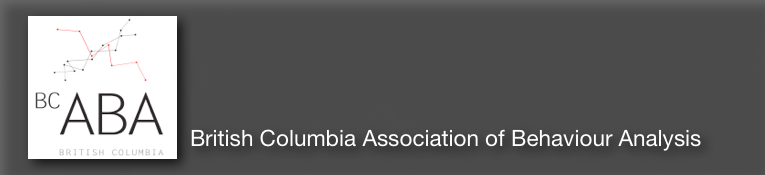 BC ABA
BRITISH COLUMBIA
British Columbia Association of Behaviour Analysis